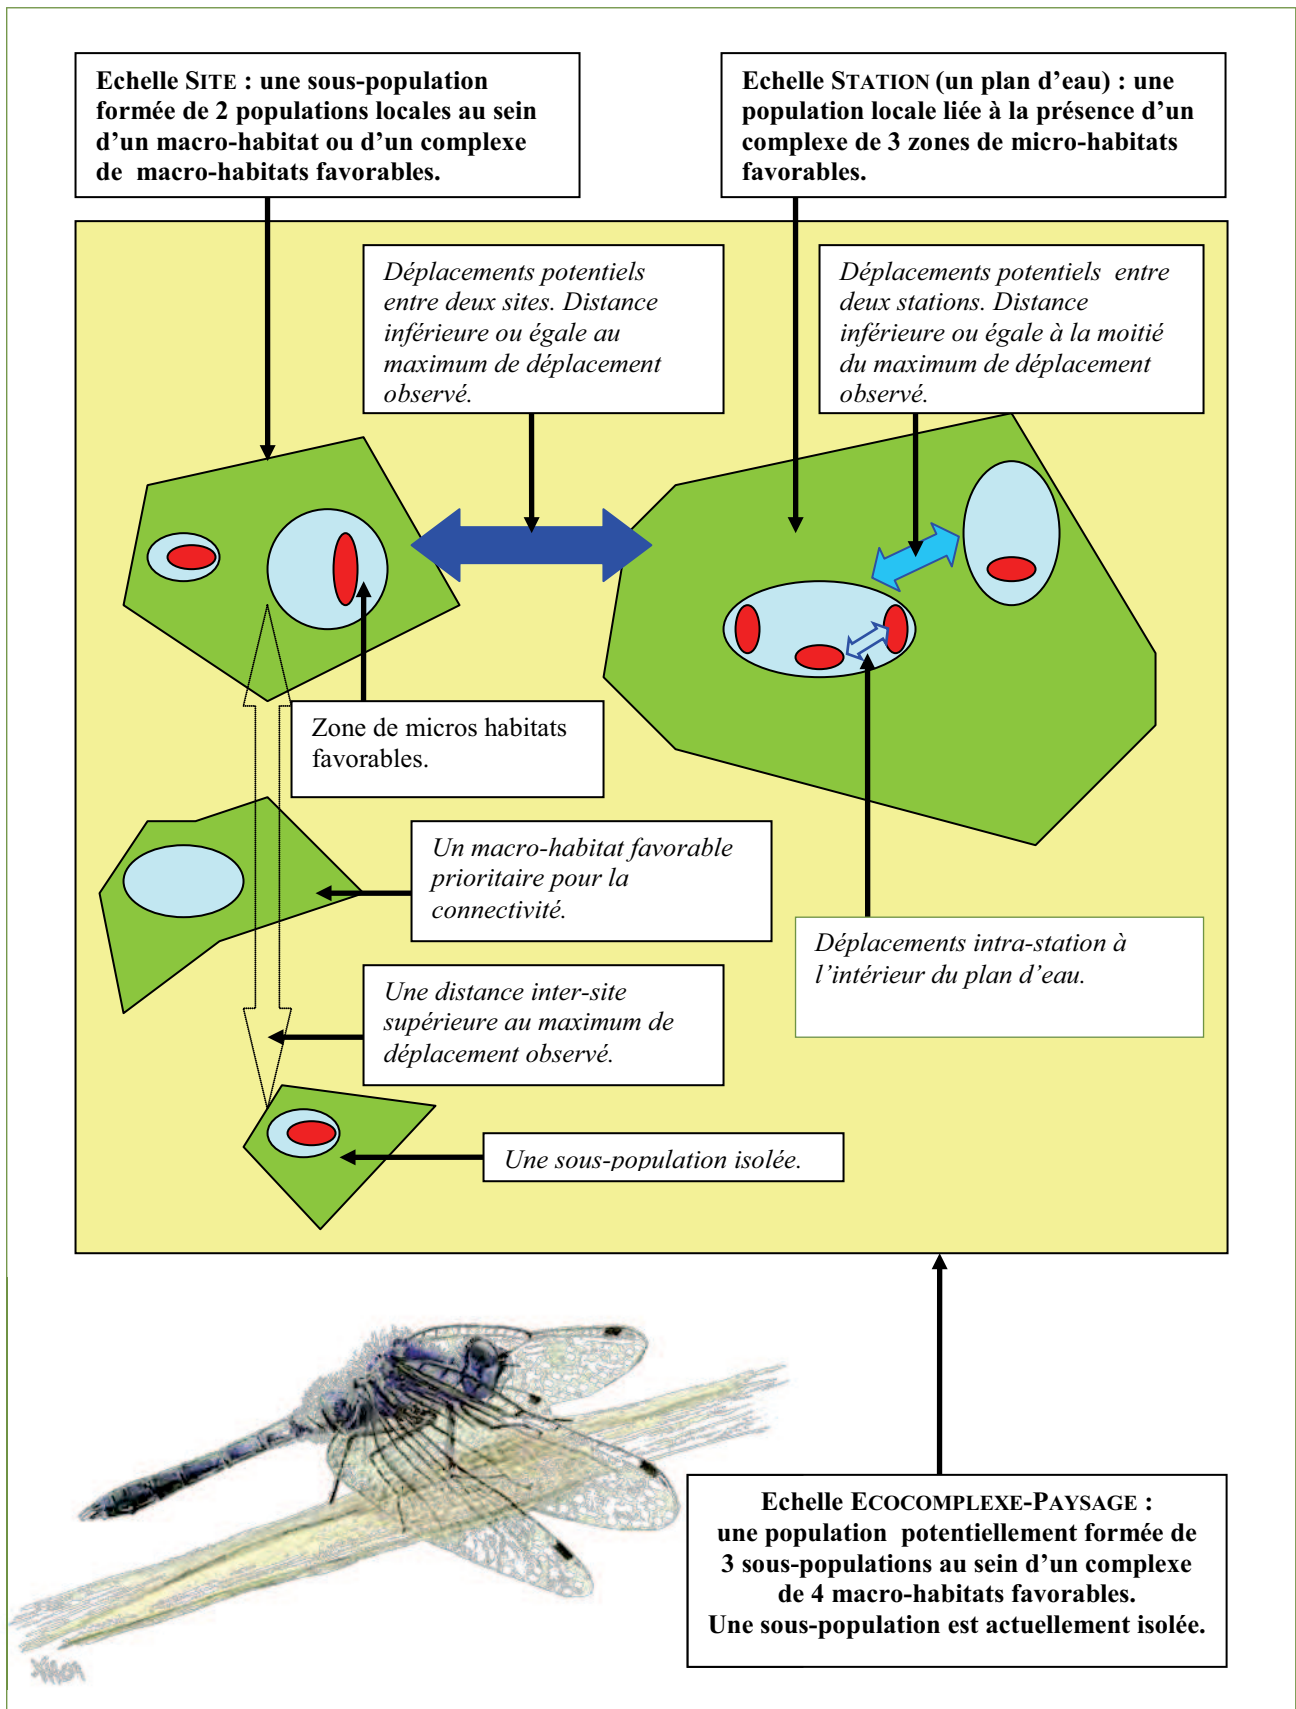 Echelle SITE : une sous-population
formée de 2 populations locales au sein
d’un macro-habitat ou d’un complexe
de macro-habitats favorables.
Echelle STATION (un plan d’eau) : une
population locale liée à la présence d’un
complexe de 3 zones de micro-habitats
favorables.
Déplacements potentiels
entre deux sites. Distance
inférieure ou égale au
maximum de déplacement
observé.
Déplacements potentiels entre
deux stations. Distance
inférieure ou égale à la moitié
du maximum de déplacement
observé.
Zone de micros habitats
favorables.
Un macro-habitat favorable
prioritaire pour la
connectivité.
Déplacements intra-station à
l’intérieur du plan d’eau.
Une distance inter-site
supérieure au maximum de
déplacement observé.
Une sous-population isolée.
Echelle ECOCOMPLEXE-PAYSAGE :
une population potentiellement formée de
3 sous-populations au sein d’un complexe
de 4 macro-habitats favorables.
Une sous-population est actuellement isolée.